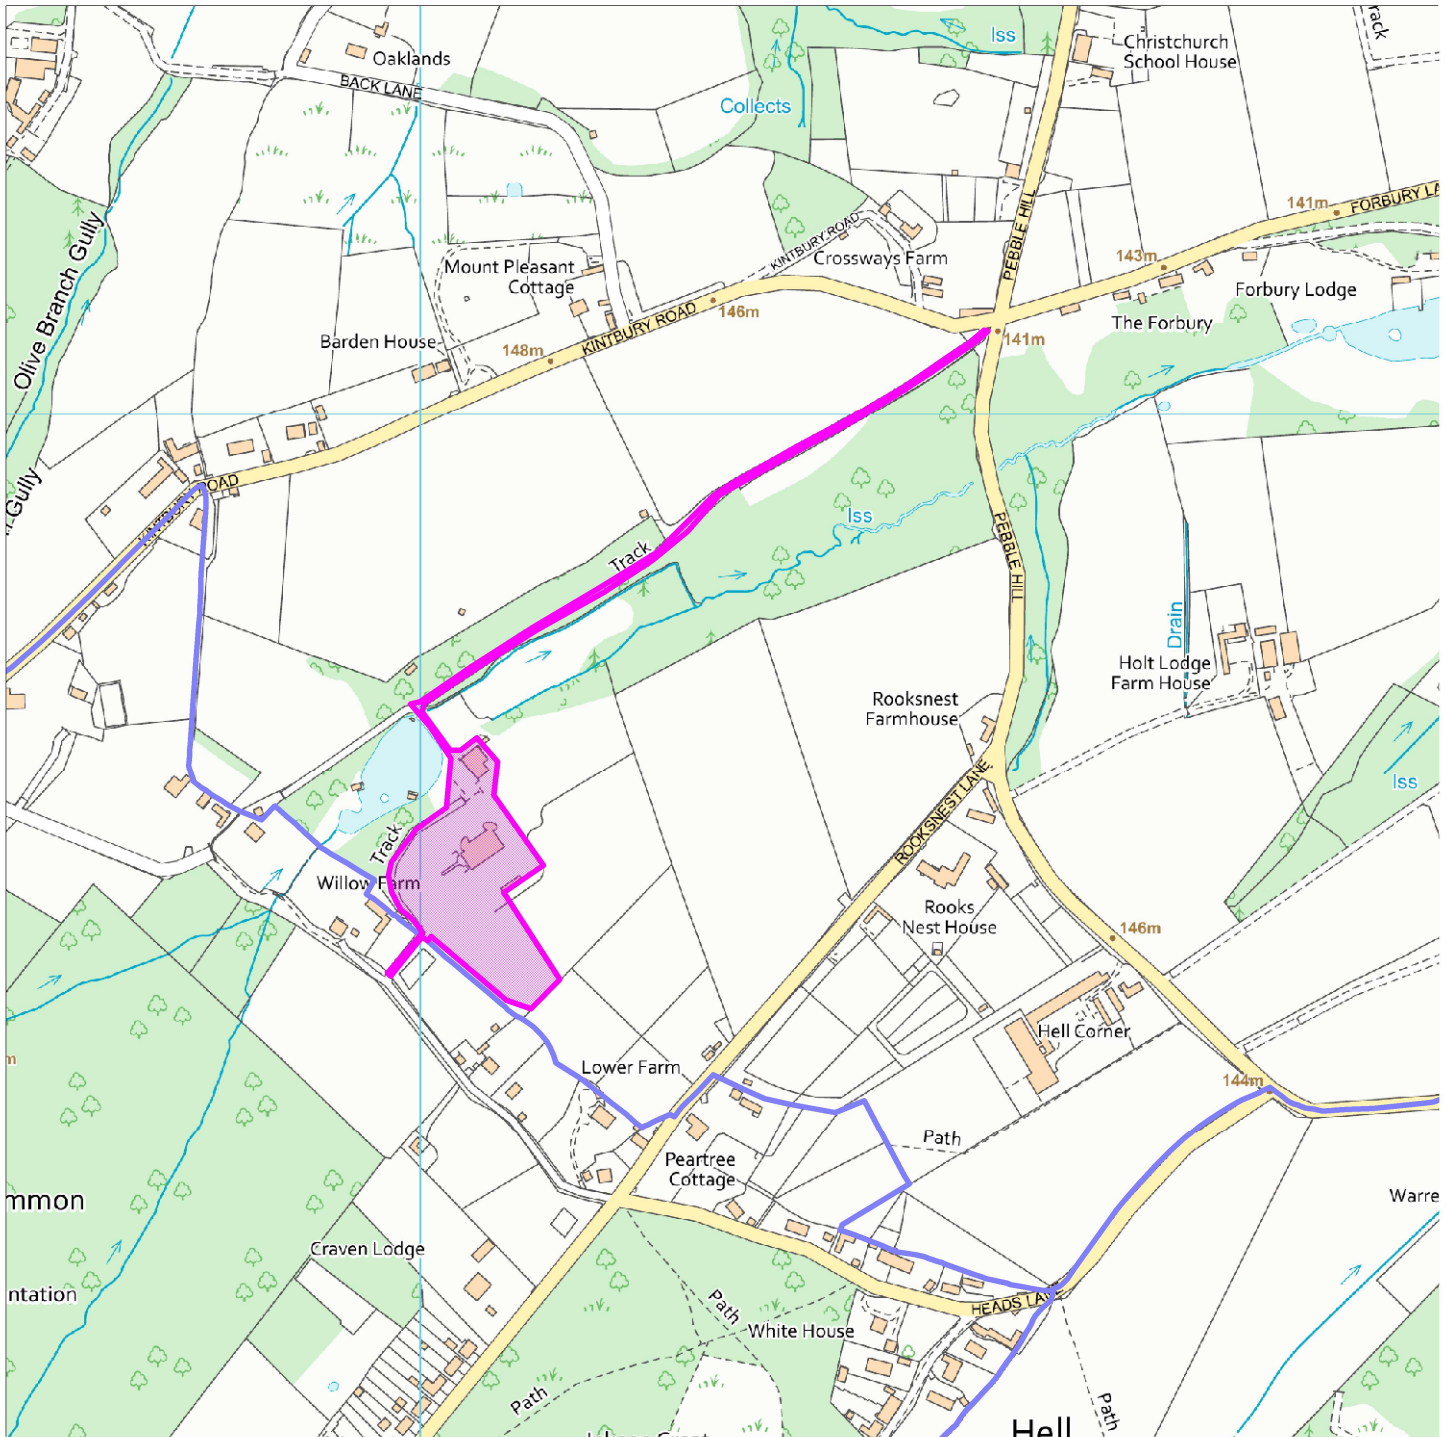 Oaklands
BACK LANE
Iss
Christchurch
School House
rack
Collects
Olive Branch Gully
KINTBURY ROAD
Crossways Farm
PEBBLE HILL
141m
FORBURY LA
143m
Mount Pleasant
Cottage
Forbury Lodge
146m
KINTBURY ROAD
The Forbury
Barden House
148m
141m
Gully
KINTBURY ROAD
Iss
PEBBLE HILL
Track
Drain
Holt Lodge
Farm House
Rooksnest
Farmhouse
ROOKSNEST LANE
Iss
Track
Willow Farm
Rooks
Nest House
146m
Hell Corner
m
Lower Farm
144m
Path
Peartree
Cottage
mmon
Warre
Craven Lodge
ntation
Path
HEADS LANE
White House
Path
Path
Hell